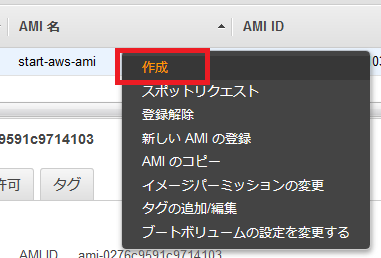 AMI 名 AMI ID
start-aws-ami
作成
スポットリクエスト
登録解除
新しい AMI の登録
AMI のコピー
イメージパーミッションの変更
タグの追加/編集
ブートボリュームの設定を変更する
9591c9714103
許可 タグ
AMI ID ami-0276c9591c9714103